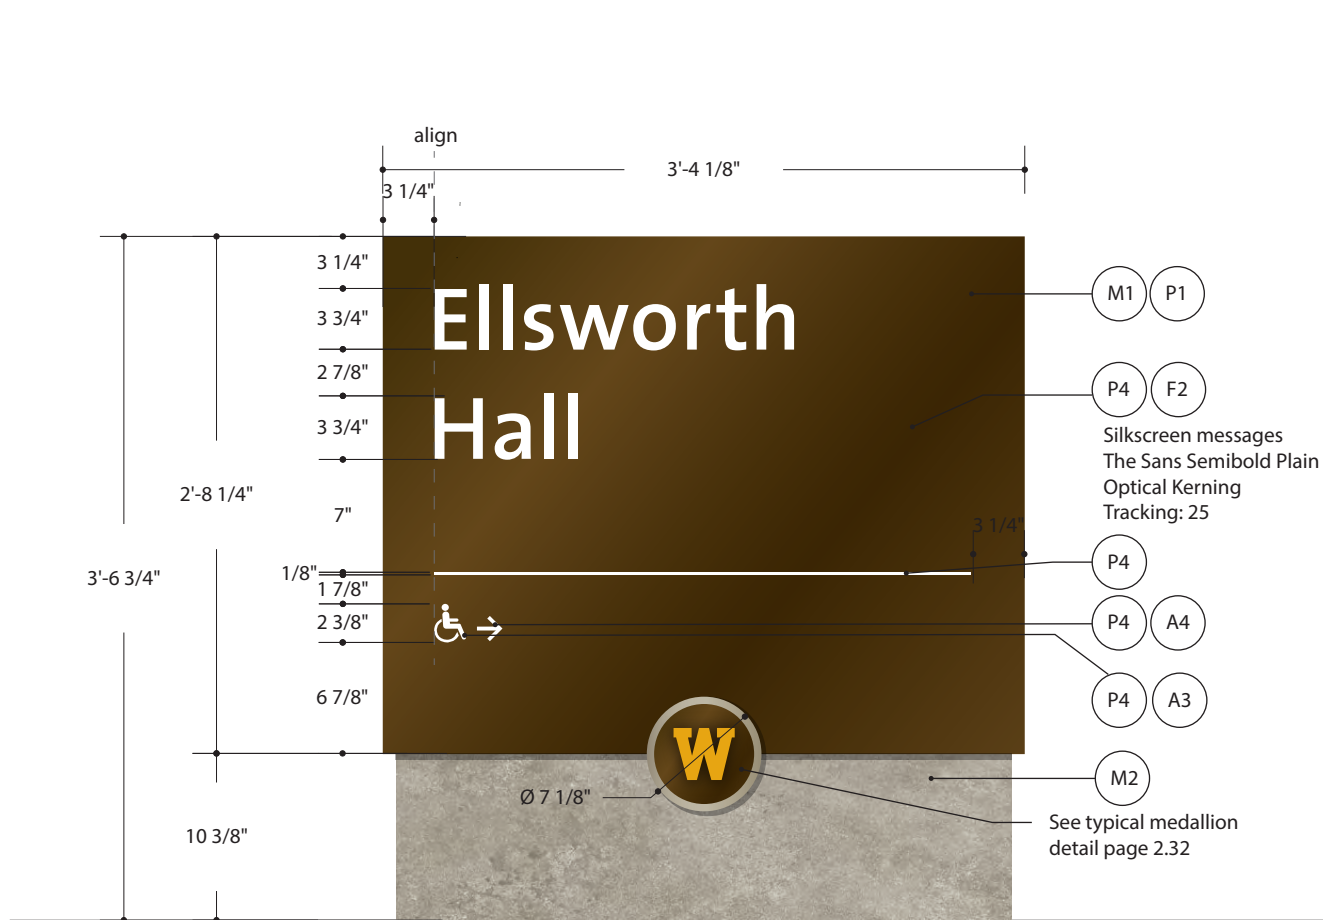 align
3'-4 1/8"
3 1/4"
3 1/4"
3 3/4"
2 7/8"
3 3/4"
7"
1/8"
1 7/8"
2 3/8"
6 7/8"
2'-8 1/4"
3'-6 3/4"
10 3/8"
Ellsworth
Hall
3 1/4"
W
Ø 7 1/8"
M1 P1
P4 F2
Silkscreen messages
The Sans Semibold Plain
Optical Kerning
Tracking: 25
P4
P4 A4
P4 A3
M2
See typical medallion
detail page 2.32